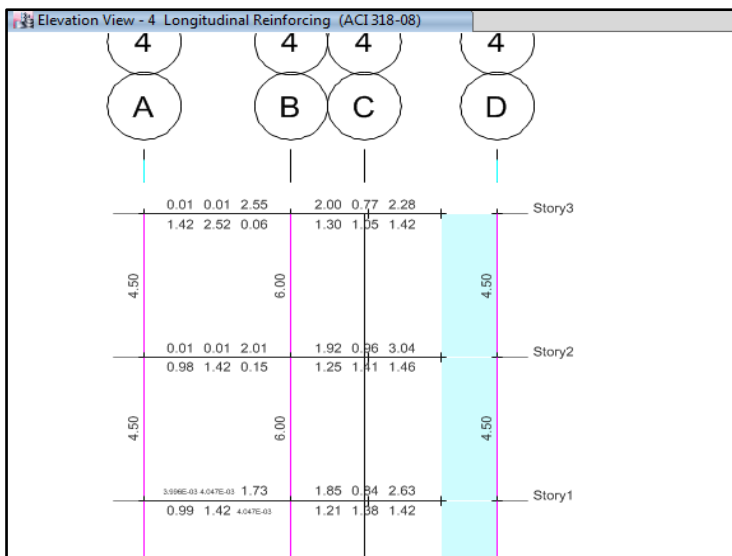 Elevation View - 4 Longitudinal Reinforcing (ACI 318-08)
4 4 4 4
A B C D
0.01 0.01 2.55 2.00 0.77 2.28 Story3
1.42 2.52 0.06 1.30 1.05 1.42
4.50 6.00 4.50
0.01 0.01 2.01 1.92 0.96 3.04 Story2
0.98 1.42 0.15 1.25 1.41 1.46
4.50 6.00 4.50
3.996E-03 4.047E-03 1.73 1.85 0.84 2.63 Story1
0.99 1.42 4.047E-03 1.21 1.38 1.42